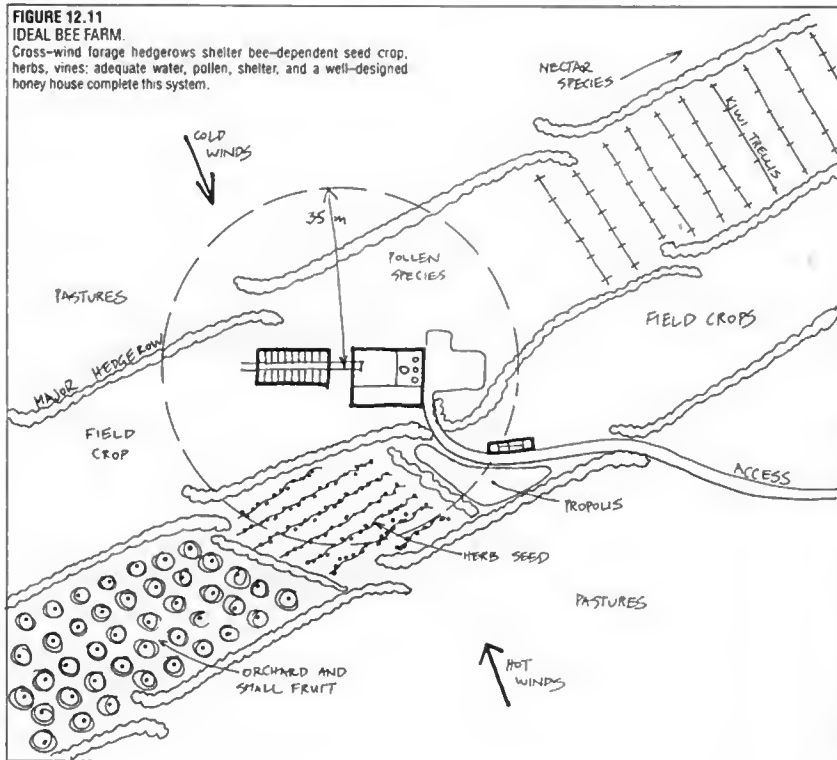 FIGURE 12.11
IDEAL BEE FARM.
Cross-wind forage hedgerows shelter bee-dependent seed crop,
herbs, vines; adequate water, pollen, shelter, and a well-designed
honey house complete this system.
NECTAR
SPECIES
COLD
WINDS
KIWI TRELLIS
35 m
POLLEN
SPECIES
PASTURES
FIELD CROPS
MAJOR HEDGEROW
FIELD
CROP
ACCESS
PROPOLIS
HERB SEED
PASTURES
ORCHARD AND
SMALL FRUIT
HOT
WINDS